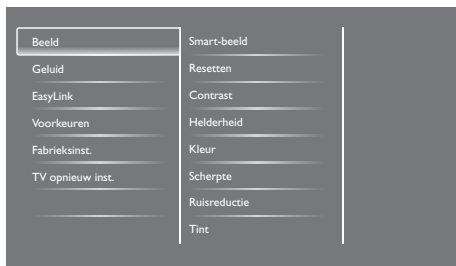 Beeld
Geluid
EasyLink
Voorkeuren
Fabrieksinst.
TV opnieuw inst.
Smart-beeld
Resetten
Contrast
Helderheid
Kleur
Scherpte
Ruisreductie
Tint